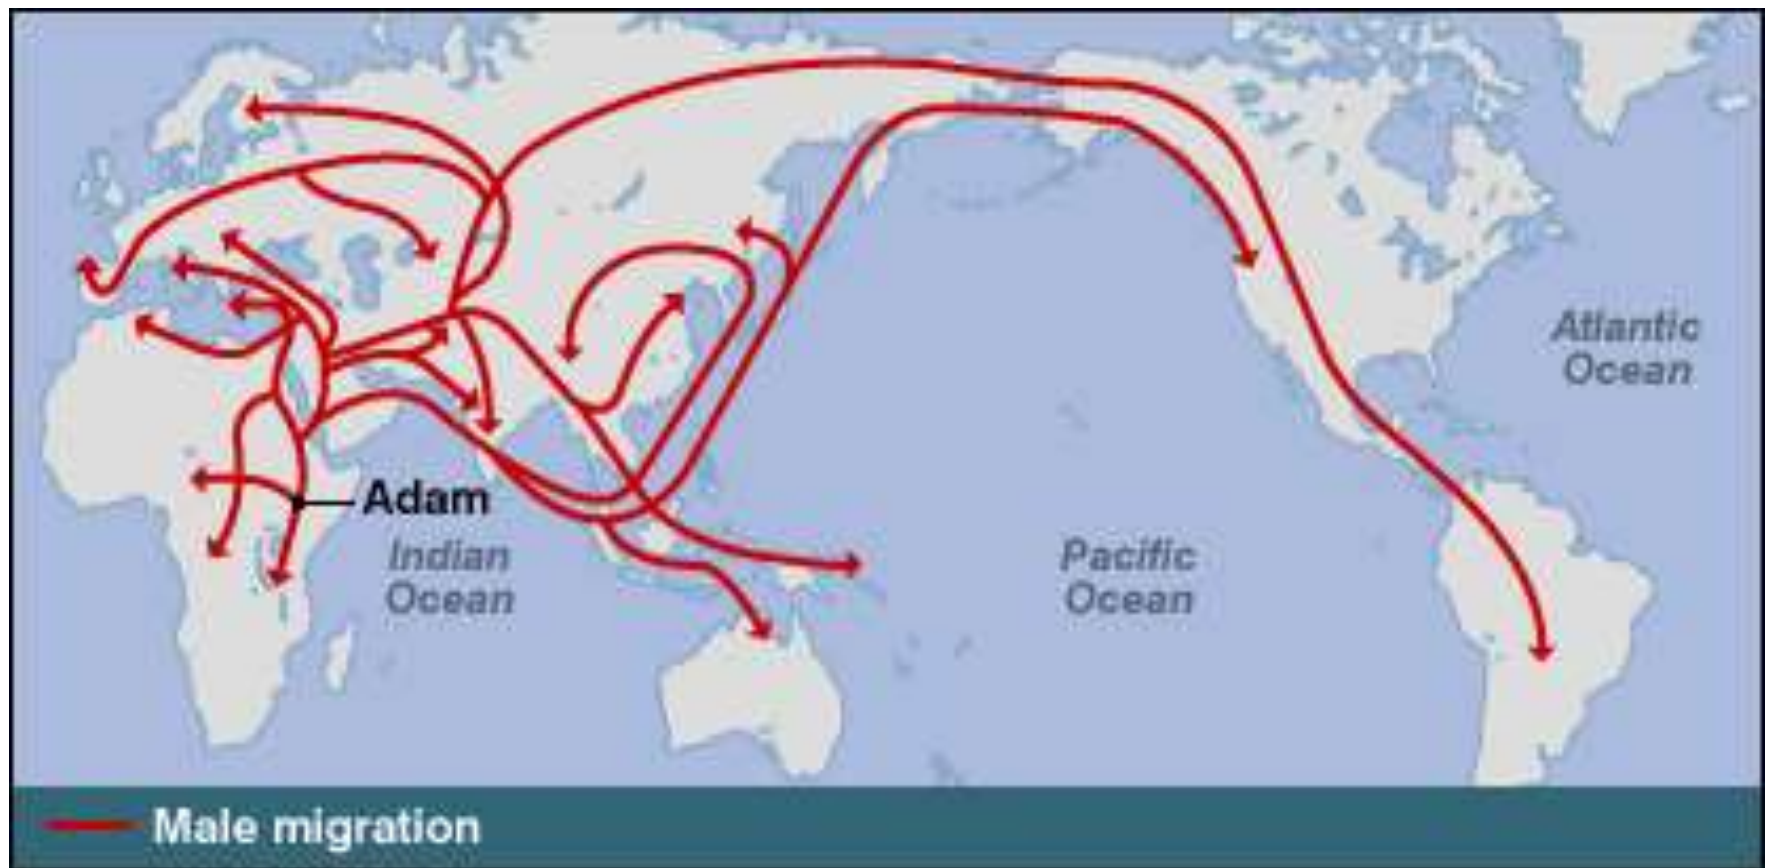 Atlantic
Ocean
Adam
Indian
Ocean
Pacific
Ocean
Male migration